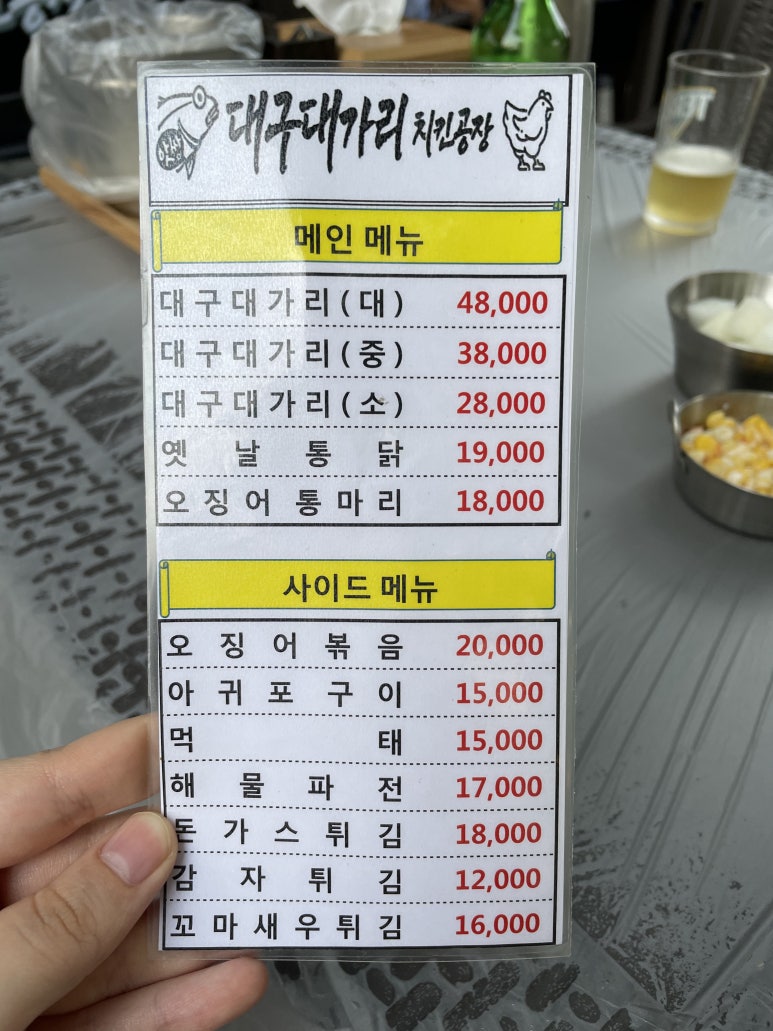 대구대가리 치킨공장
메인 메뉴
대구대가리(대) 48,000
대구대가리(중) 38,000
대구대가리(소) 28,000
옛날통닭 19,000
오징어 통마리 18,000
사이드 메뉴
오징어볶음 20,000
아귀포구이 15,000
먹태 15,000
해물파전 17,000
돈가스튀김 18,000
감자튀김 12,000
꼬마새우튀김 16,000